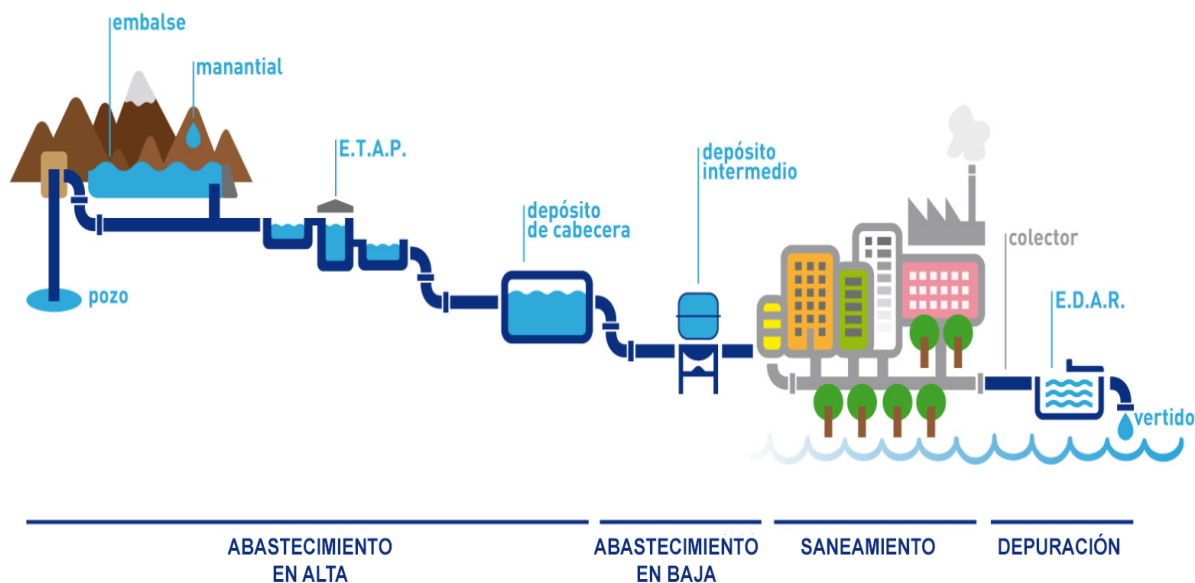 embalse
manantial
E.T.A.P.
pozo
depósito
de cabecera
depósito
intermedio
colector
E.D.A.R.
vertido
ABASTECIMIENTO
EN ALTA
ABASTECIMIENTO
EN BAJA
SANEAMIENTO
DEPURACIÓN